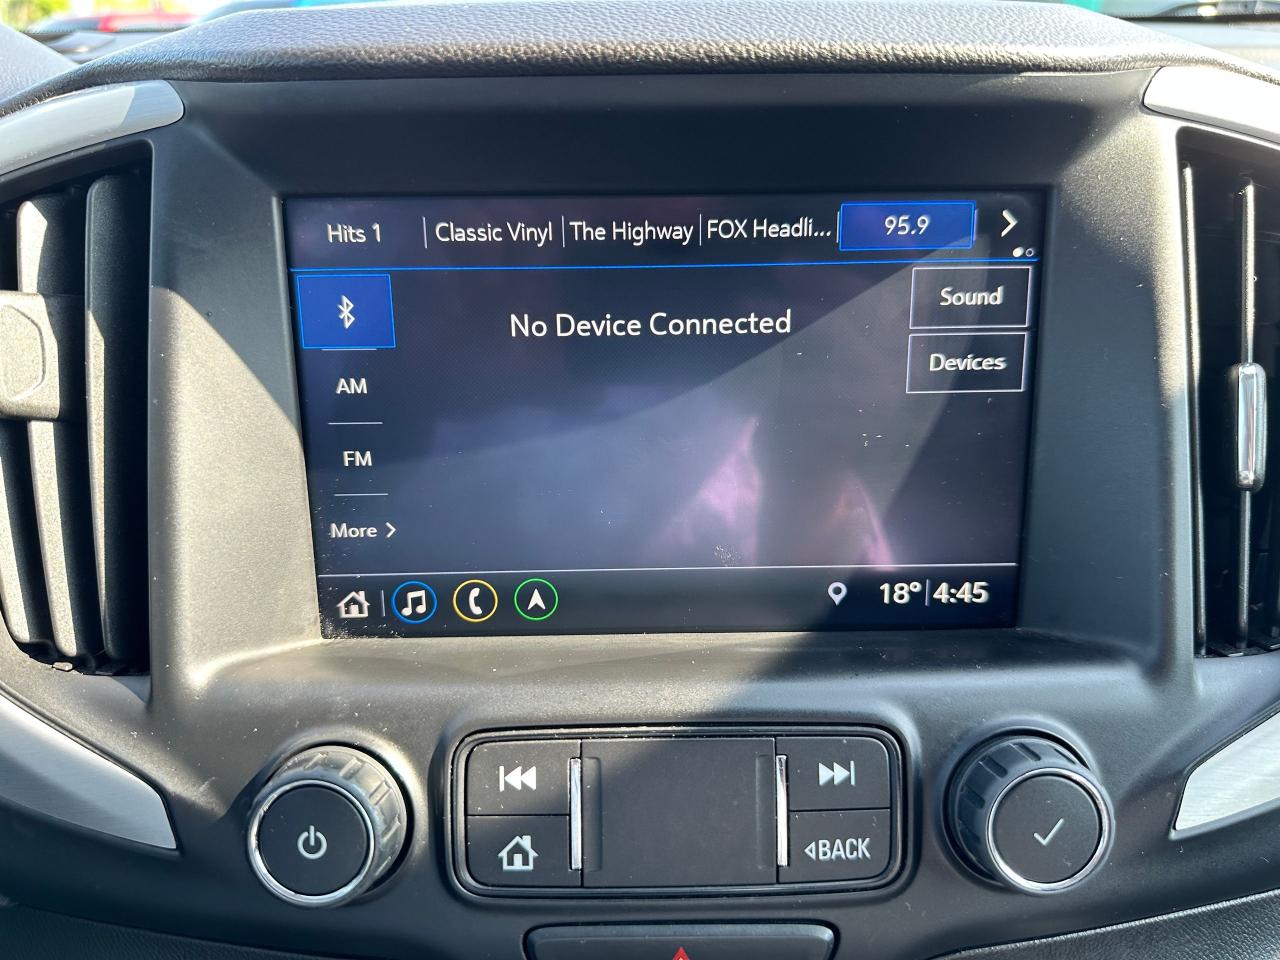 Hits 1
Classic Vinyl
The Highway
FOX Headli...
95.9
No Device Connected
Sound
Devices
AM
FM
More
18° 4:45
BACK